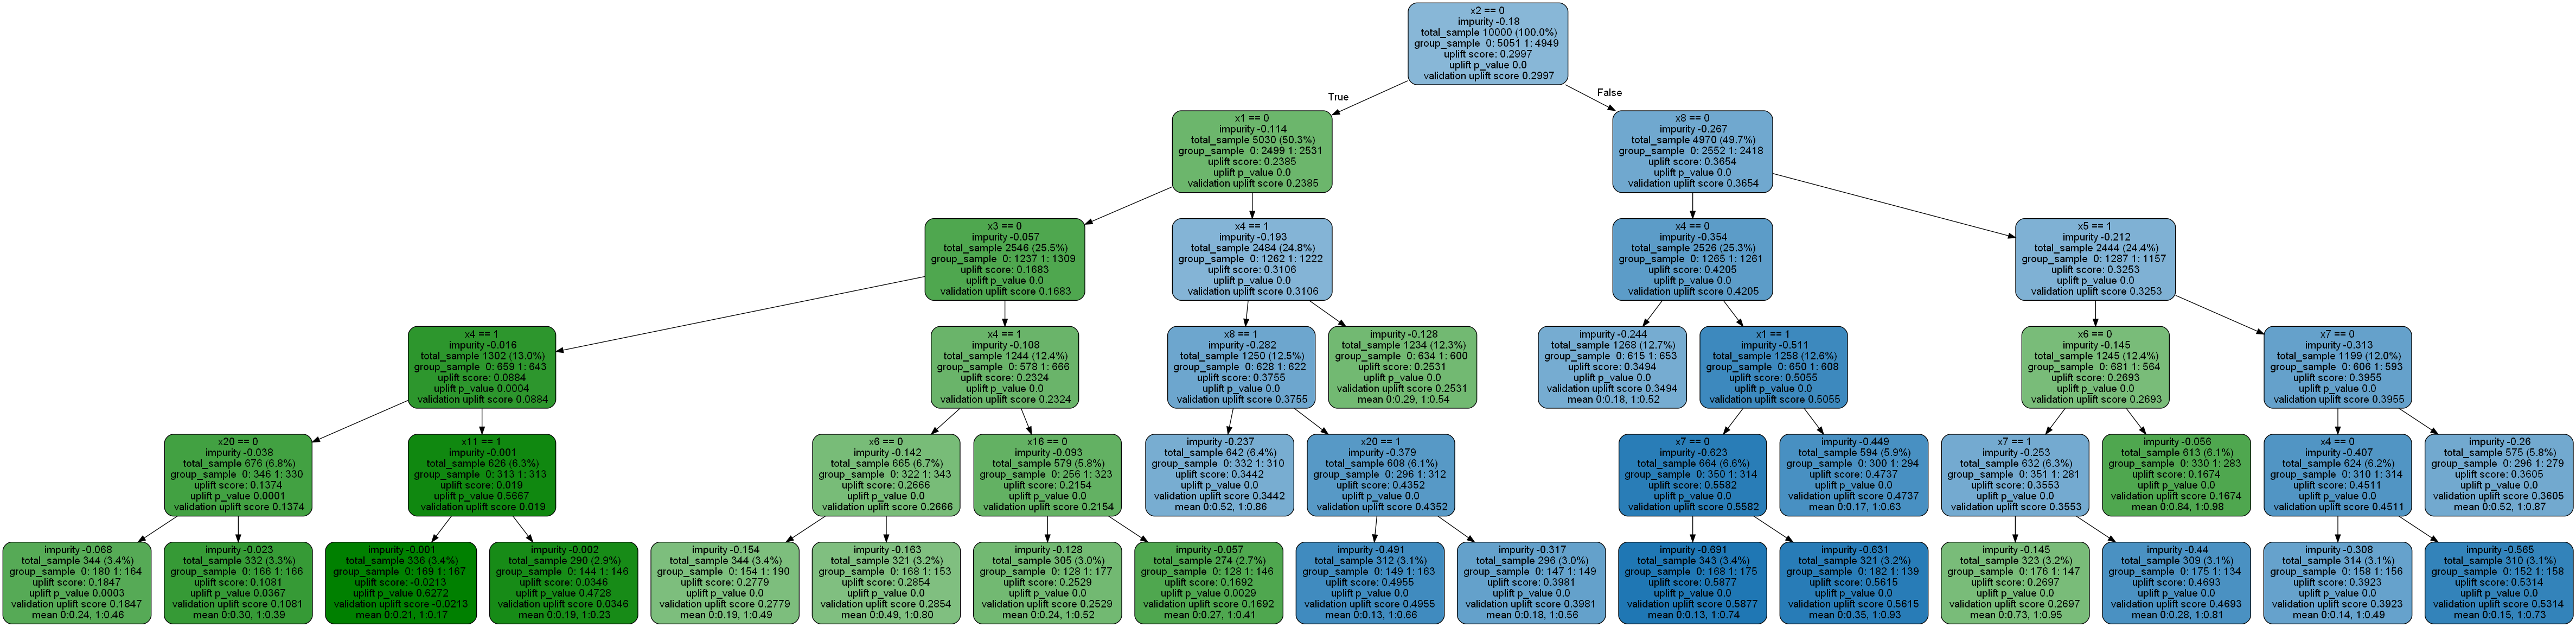 x2 == 0
impurity -0.18
total_sample 10000 (100.0%)
group_sample 0: 5051 1: 4949
uplift score: 0.2997
uplift p_value 0.0
validation uplift score 0.2997
True
False
x1 == 0
impurity -0.114
total_sample 5030 (50.3%)
group_sample 0: 2499 1: 2531
uplift score: 0.2385
uplift p_value 0.0
validation uplift score 0.2385
x8 == 0
impurity -0.267
total_sample 4970 (49.7%)
group_sample 0: 2552 1: 2418
uplift score: 0.3654
uplift p_value 0.0
validation uplift score 0.3654
x3 == 0
impurity -0.057
total_sample 2546 (25.5%)
group_sample 0: 1237 1: 1309
uplift score: 0.1683
uplift p_value 0.0
validation uplift score 0.1683
x4 == 1
impurity -0.193
total_sample 2484 (24.8%)
group_sample 0: 1262 1: 1222
uplift score: 0.3106
uplift p_value 0.0
validation uplift score 0.3106
x4 == 0
impurity -0.354
total_sample 2526 (25.3%)
group_sample 0: 1265 1: 1261
uplift score: 0.4205
uplift p_value 0.0
validation uplift score 0.4205
x5 == 1
impurity -0.212
total_sample 2444 (24.4%)
group_sample 0: 1287 1: 1157
uplift score: 0.3253
uplift p_value 0.0
validation uplift score 0.3253
x4 == 1
impurity -0.016
total_sample 1302 (13.0%)
group_sample 0: 659 1: 643
uplift score: 0.0884
uplift p_value 0.0004
validation uplift score 0.0884
x4 == 1
impurity -0.108
total_sample 1244 (12.4%)
group_sample 0: 578 1: 666
uplift score: 0.2324
uplift p_value 0.0
validation uplift score 0.2324
x8 == 1
impurity -0.282
total_sample 1250 (12.5%)
group_sample 0: 628 1: 622
uplift score: 0.3755
uplift p_value 0.0
validation uplift score 0.3755
impurity -0.128
total_sample 1234 (12.3%)
group_sample 0: 634 1: 600
uplift score: 0.2531
uplift p_value 0.0
validation uplift score 0.2531
mean 0:0.29, 1:0.54
impurity -0.244
total_sample 1268 (12.7%)
group_sample 0: 615 1: 653
uplift score: 0.3494
uplift p_value 0.0
validation uplift score 0.3494
mean 0:0.18, 1:0.52
x1 == 1
impurity -0.511
total_sample 1258 (12.6%)
group_sample 0: 650 1: 608
uplift score: 0.5055
uplift p_value 0.0
validation uplift score 0.5055
x6 == 0
impurity -0.145
total_sample 1245 (12.4%)
group_sample 0: 681 1: 564
uplift score: 0.2693
uplift p_value 0.0
validation uplift score 0.2693
x7 == 0
impurity -0.313
total_sample 1199 (12.0%)
group_sample 0: 606 1: 593
uplift score: 0.3955
uplift p_value 0.0
validation uplift score 0.3955
x20 == 0
impurity -0.038
total_sample 676 (6.8%)
group_sample 0: 346 1: 330
uplift score: 0.1374
uplift p_value 0.0001
validation uplift score 0.1374
x11 == 1
impurity -0.001
total_sample 626 (6.3%)
group_sample 0: 313 1: 313
uplift score: 0.019
uplift p_value 0.5667
validation uplift score 0.019
x6 == 0
impurity -0.142
total_sample 665 (6.7%)
group_sample 0: 322 1: 343
uplift score: 0.2666
uplift p_value 0.0
validation uplift score 0.2666
x16 == 0
impurity -0.093
total_sample 579 (5.8%)
group_sample 0: 256 1: 323
uplift score: 0.2154
uplift p_value 0.0
validation uplift score 0.2154
impurity -0.237
total_sample 642 (6.4%)
group_sample 0: 332 1: 310
uplift score: 0.3442
uplift p_value 0.0
validation uplift score 0.3442
mean 0:0.52, 1:0.86
x20 == 1
impurity -0.379
total_sample 608 (6.1%)
group_sample 0: 296 1: 312
uplift score: 0.4352
uplift p_value 0.0
validation uplift score 0.4352
x7 == 0
impurity -0.623
total_sample 664 (6.6%)
group_sample 0: 350 1: 314
uplift score: 0.5582
uplift p_value 0.0
validation uplift score 0.5582
impurity -0.449
total_sample 594 (5.9%)
group_sample 0: 300 1: 294
uplift score: 0.4737
uplift p_value 0.0
validation uplift score 0.4737
mean 0:0.17, 1:0.63
x7 == 1
impurity -0.253
total_sample 632 (6.3%)
group_sample 0: 351 1: 281
uplift score: 0.3553
uplift p_value 0.0
validation uplift score 0.3553
impurity -0.056
total_sample 613 (6.1%)
group_sample 0: 330 1: 283
uplift score: 0.1674
uplift p_value 0.0
validation uplift score 0.1674
mean 0:0.84, 1:0.98
x4 == 0
impurity -0.407
total_sample 624 (6.2%)
group_sample 0: 310 1: 314
uplift score: 0.4511
uplift p_value 0.0
validation uplift score 0.4511
impurity -0.26
total_sample 575 (5.8%)
group_sample 0: 296 1: 279
uplift score: 0.3605
uplift p_value 0.0
validation uplift score 0.3605
mean 0:0.52, 1:0.87
impurity -0.068
total_sample 344 (3.4%)
group_sample 0: 180 1: 164
uplift score: 0.1847
uplift p_value 0.0003
validation uplift score 0.1847
mean 0:0.24, 1:0.46
impurity -0.023
total_sample 332 (3.3%)
group_sample 0: 166 1: 166
uplift score: 0.1081
uplift p_value 0.0367
validation uplift score 0.1081
mean 0:0.30, 1:0.39
impurity -0.001
total_sample 336 (3.4%)
group_sample 0: 169 1: 167
uplift score: -0.0213
uplift p_value 0.6272
validation uplift score -0.0213
mean 0:0.21, 1:0.17
impurity -0.002
total_sample 290 (2.9%)
group_sample 0: 144 1: 146
uplift score: 0.0346
uplift p_value 0.4728
validation uplift score 0.0346
mean 0:0.19, 1:0.23
impurity -0.154
total_sample 344 (3.4%)
group_sample 0: 154 1: 190
uplift score: 0.2779
uplift p_value 0.0
validation uplift score 0.2779
mean 0:0.19, 1:0.49
impurity -0.163
total_sample 321 (3.2%)
group_sample 0: 168 1: 153
uplift score: 0.2854
uplift p_value 0.0
validation uplift score 0.2854
mean 0:0.49, 1:0.80
impurity -0.128
total_sample 305 (3.0%)
group_sample 0: 128 1: 177
uplift score: 0.2529
uplift p_value 0.0
validation uplift score 0.2529
mean 0:0.24, 1:0.52
impurity -0.057
total_sample 274 (2.7%)
group_sample 0: 128 1: 146
uplift score: 0.1692
uplift p_value 0.0029
validation uplift score 0.1692
mean 0:0.27, 1:0.41
impurity -0.491
total_sample 312 (3.1%)
group_sample 0: 149 1: 163
uplift score: 0.4955
uplift p_value 0.0
validation uplift score 0.4955
mean 0:0.13, 1:0.66
impurity -0.317
total_sample 296 (3.0%)
group_sample 0: 147 1: 149
uplift score: 0.3981
uplift p_value 0.0
validation uplift score 0.3981
mean 0:0.18, 1:0.56
impurity -0.691
total_sample 343 (3.4%)
group_sample 0: 168 1: 175
uplift score: 0.5877
uplift p_value 0.0
validation uplift score 0.5877
mean 0:0.13, 1:0.74
impurity -0.631
total_sample 321 (3.2%)
group_sample 0: 182 1: 139
uplift score: 0.5615
uplift p_value 0.0
validation uplift score 0.5615
mean 0:0.35, 1:0.93
impurity -0.145
total_sample 323 (3.2%)
group_sample 0: 176 1: 147
uplift score: 0.2697
uplift p_value 0.0
validation uplift score 0.2697
mean 0:0.73, 1:0.95
impurity -0.44
total_sample 309 (3.1%)
group_sample 0: 175 1: 134
uplift score: 0.4693
uplift p_value 0.0
validation uplift score 0.4693
mean 0:0.28, 1:0.81
impurity -0.308
total_sample 314 (3.1%)
group_sample 0: 158 1: 156
uplift score: 0.3923
uplift p_value 0.0
validation uplift score 0.3923
mean 0:0.14, 1:0.49
impurity -0.565
total_sample 310 (3.1%)
group_sample 0: 152 1: 158
uplift score: 0.5314
uplift p_value 0.0
validation uplift score 0.5314
mean 0:0.15, 1:0.73